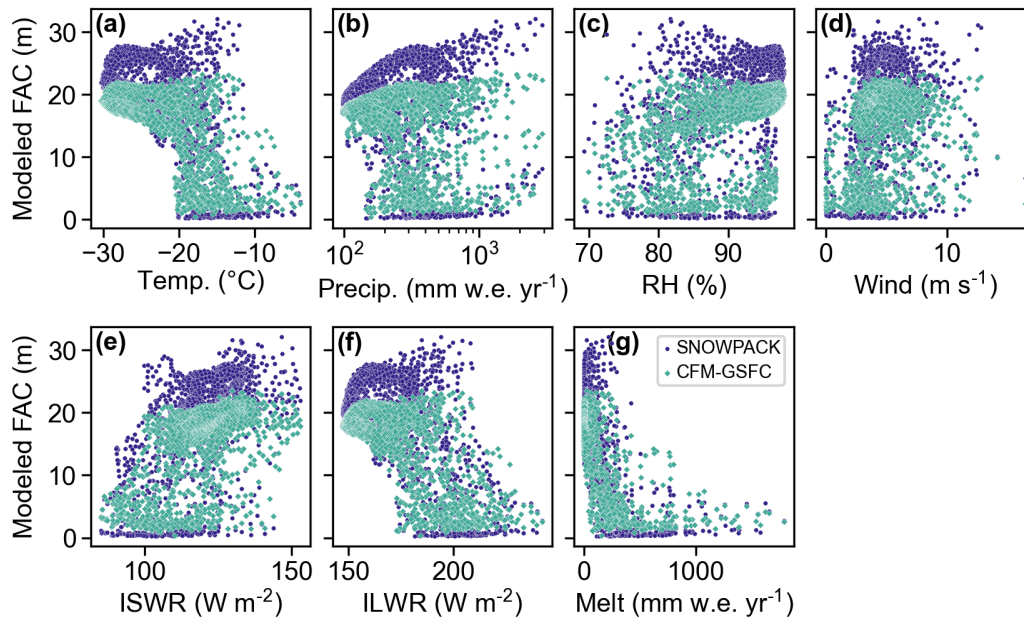 (a) (b) (c) (d)
Modeled FAC (m)
30
20
10
0
−30 −20 −10
10² 10³
70 80 90
0 10
Temp. (°C)
Precip. (mm w.e. yr⁻¹)
RH (%)
Wind (m s⁻¹)
(e) (f) (g)
SNOWPACK
CFM-GSFC
Modeled FAC (m)
30
20
10
0
100 150
150 200
0 1000
ISWR (W m⁻²)
ILWR (W m⁻²)
Melt (mm w.e. yr⁻¹)